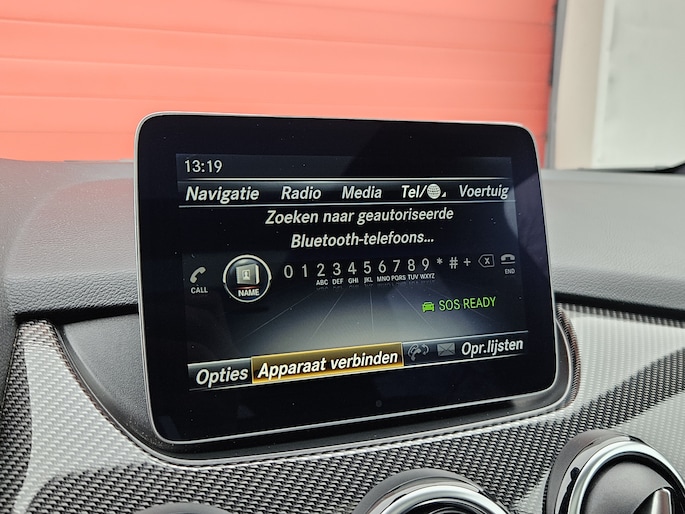 13:19
Navigatie Radio Media Tel/ Voertuig
Zoeken naar geautoriseerde
Bluetooth-telefoons...
0 1 2 3 4 5 6 7 8 9 * # +
ABC DEF GHI JKL MNO PQRS TUV WXYZ
CALL NAME END
SOS READY
Opties Apparaat verbinden Opr.lijsten